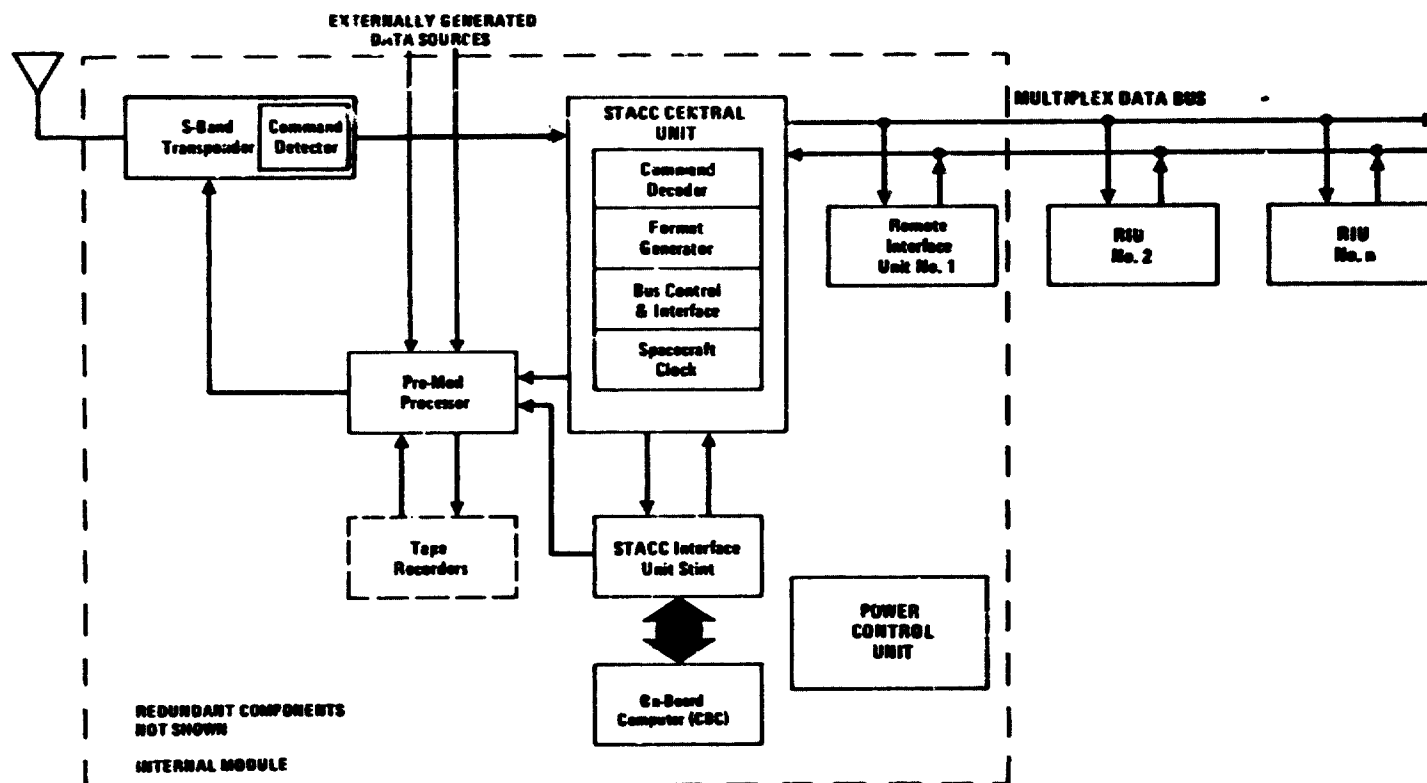 EXTERNALLY GENERATED
DATA SOURCES
S-Band
Transponder
Command
Detector
STACC CENTRAL
UNIT
Command
Decoder
Format
Generator
Bus Control
& Interface
Spacecraft
Clock
MULTIPLEX DATA BUS
Remote
Interface
Unit No. 1
RIU
No. 2
RIU
No. n
Pre-Mod
Processor
Tape
Recorders
STACC Interface
Unit Stint
POWER
CONTROL
UNIT
On-Board
Computer (OBC)
REDUNDANT COMPONENTS
NOT SHOWN
INTERNAL MODULE